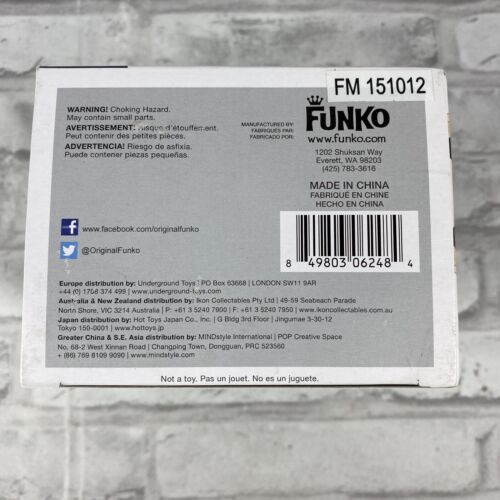 FM 151012
WARNING! Choking Hazard.
May contain small parts.
AVERTISSEMENT! Risque d'étouffement.
Peut contenir des petites pièces.
ADVERTENCIA! Riesgo de asfixia.
Puede contener piezas pequeñas.
MANUFACTURED BY:
FABRIQUÉS PAR:
FABRICADO POR:
FUNKO
www.funko.com
1202 Shuksan Way
Everett, WA 98203
(425) 783-3616
MADE IN CHINA
FABRIQUÉ EN CHINE
HECHO EN CHINA
www.facebook.com/originalfunko
@OriginalFunko
8 49803 06248 4
Europe distribution by: Underground Toys | PO Box 63668 | LONDON SW11 9AR
+44 (0) 1708 374 499 | www.underground-toys.com
Australia & New Zealand distribution by: Ikon Collectables Pty Ltd | 49-59 Seabeach Parade
Norta Shore, VIC 3214 Australia | P: +61 3 5240 7900 | F: +61 3 5240 7950 | www.ikoncollectables.com.au
Japan distribution by: Hot Toys Japan Co., Inc. | G Bldg 3rd Floor | Jingumae 3-30-12
Tokyo 150-0001 | www.hottoys.jp
Greater China & S.E. Asia distribution by: MINDstyle International | POP Creative Space
No. 68-2 West Xinnan Road | Changping Town, Dongguan, PRC 523560
+ (86) 769 8109 9090 | www.mindstyle.com
Not a toy. Pas un jouet. No es un juguete.